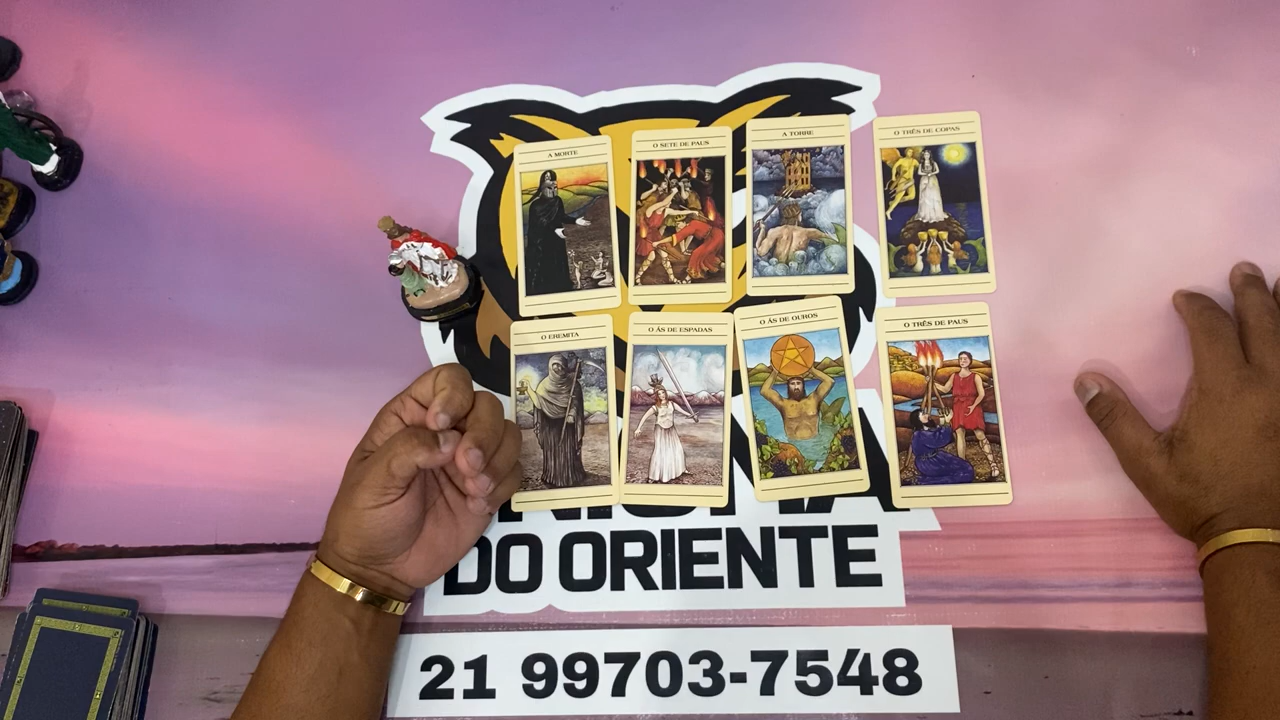 A MORTE
O SETE DE PAUS
A TORRE
O TRÊS DE COPAS
O EREMITA
O ÁS DE ESPADAS
O ÁS DE OUROS
O TRÊS DE PAUS
DO ORIENTE
21 99703-7548